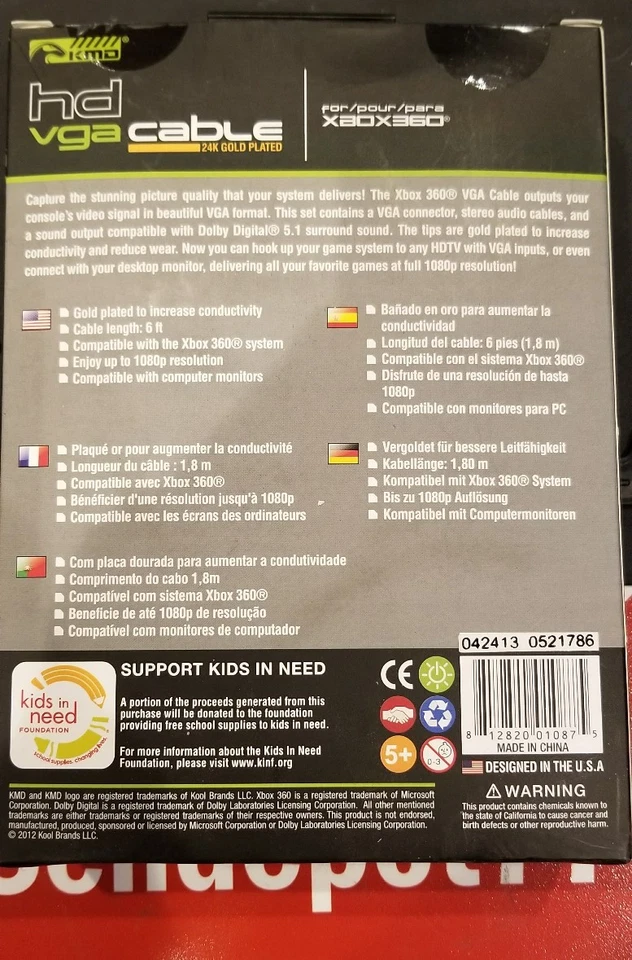 KMD®
hd
vga cable
24K GOLD PLATED
for/pour/para
XBOX360®
Capture the stunning picture quality that your system delivers! The Xbox 360® VGA Cable outputs your
console's video signal in beautiful VGA format. This set contains a VGA connector, stereo audio cables, and
a sound output compatible with Dolby Digital® 5.1 surround sound. The tips are gold plated to increase
conductivity and reduce wear. Now you can hook up your game system to any HDTV with VGA inputs, or even
connect with your desktop monitor, delivering all your favorite games at full 1080p resolution!
Gold plated to increase conductivity
Cable length: 6 ft
Compatible with the Xbox 360® system
Enjoy up to 1080p resolution
Compatible with computer monitors
Bañado en oro para aumentar la
conductividad
Longitud del cable: 6 pies (1,8 m)
Compatible con el sistema Xbox 360®
Disfrute de una resolución de hasta
1080p
Compatible con monitores para PC
Plaqué or pour augmenter la conductivité
Longueur du câble : 1,8 m
Compatible avec Xbox 360®
Bénéficier d'une résolution jusqu'à 1080p
Compatible avec les écrans des ordinateurs
Vergoldet für bessere Leitfähigkeit
Kabellänge: 1,80 m
Kompatibel mit Xbox 360® System
Bis zu 1080p Auflösung
Kompatibel mit Computermonitoren
Com placa dourada para aumentar a condutividade
Comprimento do cabo 1,8m
Compatível com sistema Xbox 360®
Beneficie de até 1080p de resolução
Compatível com monitores de computador
042413 0521786
kids in
need
FOUNDATION
school supplies. changing lives.
SUPPORT KIDS IN NEED
A portion of the proceeds generated from this
purchase will be donated to the foundation
providing free school supplies to kids in need.
For more information about the Kids In Need
Foundation, please visit www.kinf.org
CE
5+
0-3
8 12820 01087 5
MADE IN CHINA
DESIGNED IN THE U.S.A
WARNING
This product contains chemicals known to
the state of California to cause cancer and
birth defects or other reproductive harm.
KMD and KMD logo are registered trademarks of Kool Brands LLC. Xbox 360 is a registered trademark of Microsoft
Corporation. Dolby Digital is a registered trademark of Dolby Laboratories Licensing Corporation. All other mentioned
trademarks are either trademarks or registered trademarks of their respective owners. This product is not endorsed,
manufactured, produced, sponsored or licensed by Microsoft Corporation or Dolby Laboratories Licensing Corporation.
© 2012 Kool Brands LLC.